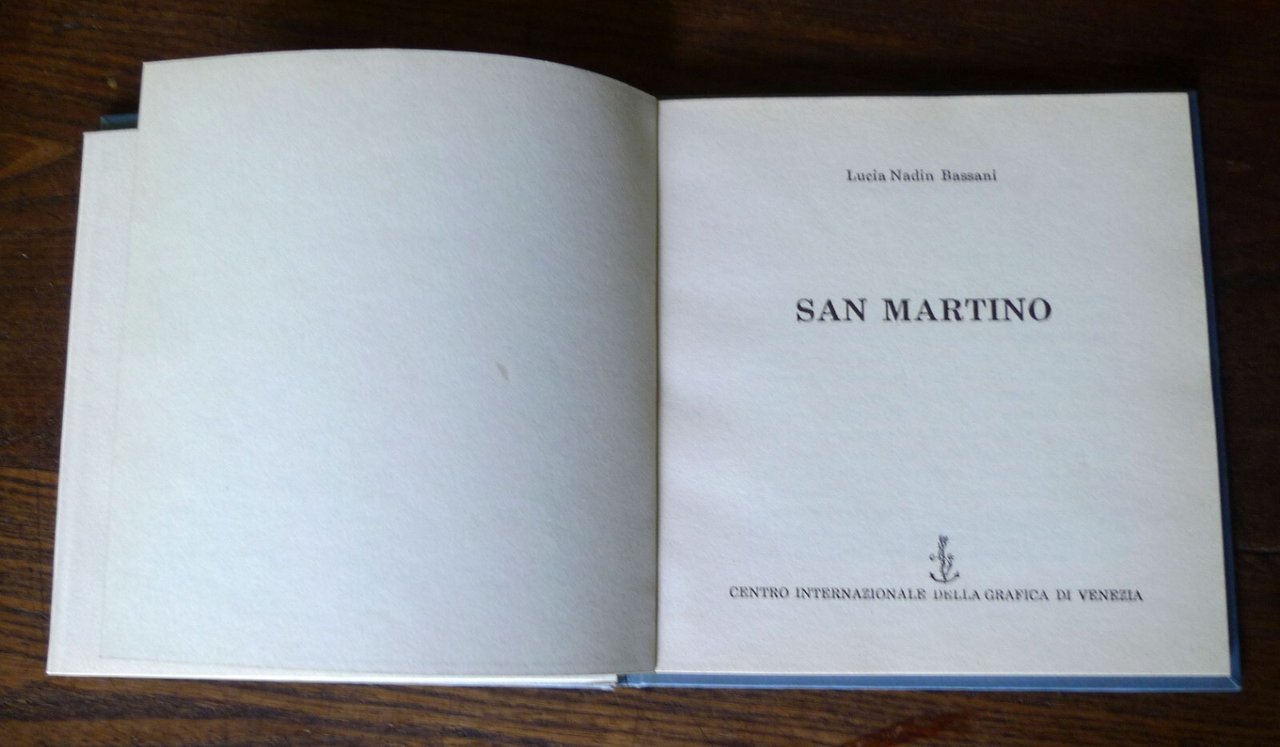 Lucia Nadin Bassani
SAN MARTINO
CENTRO INTERNAZIONALE DELLA GRAFICA DI VENEZIA